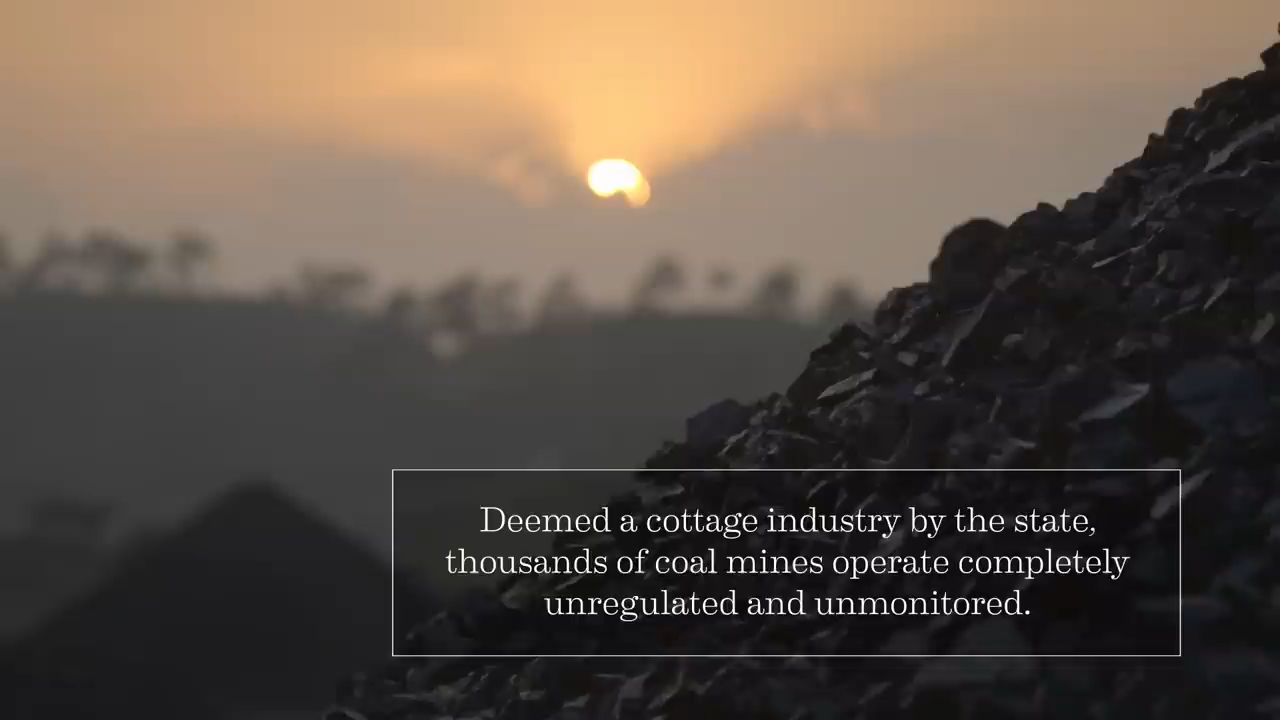 Deemed a cottage industry by the state,
thousands of coal mines operate completely
unregulated and unmonitored.